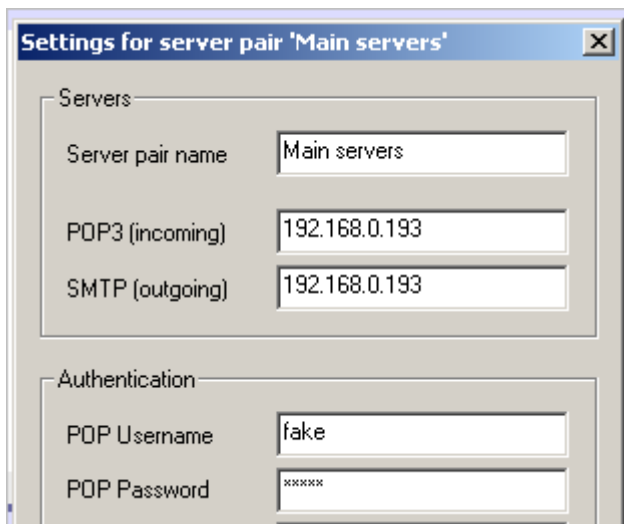 Settings for server pair 'Main servers'
Servers
Server pair name Main servers
POP3 (incoming) 192.168.0.193
SMTP (outgoing) 192.168.0.193
Authentication
POP Username fake
POP Password *****